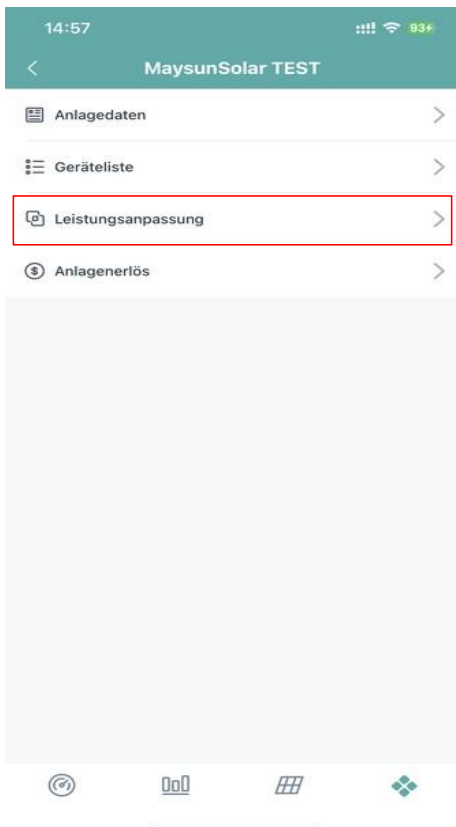 14:57
93
MaysunSolar TEST
Anlagedaten
Geräteliste
Leistungsanpassung
Anlagenerlös